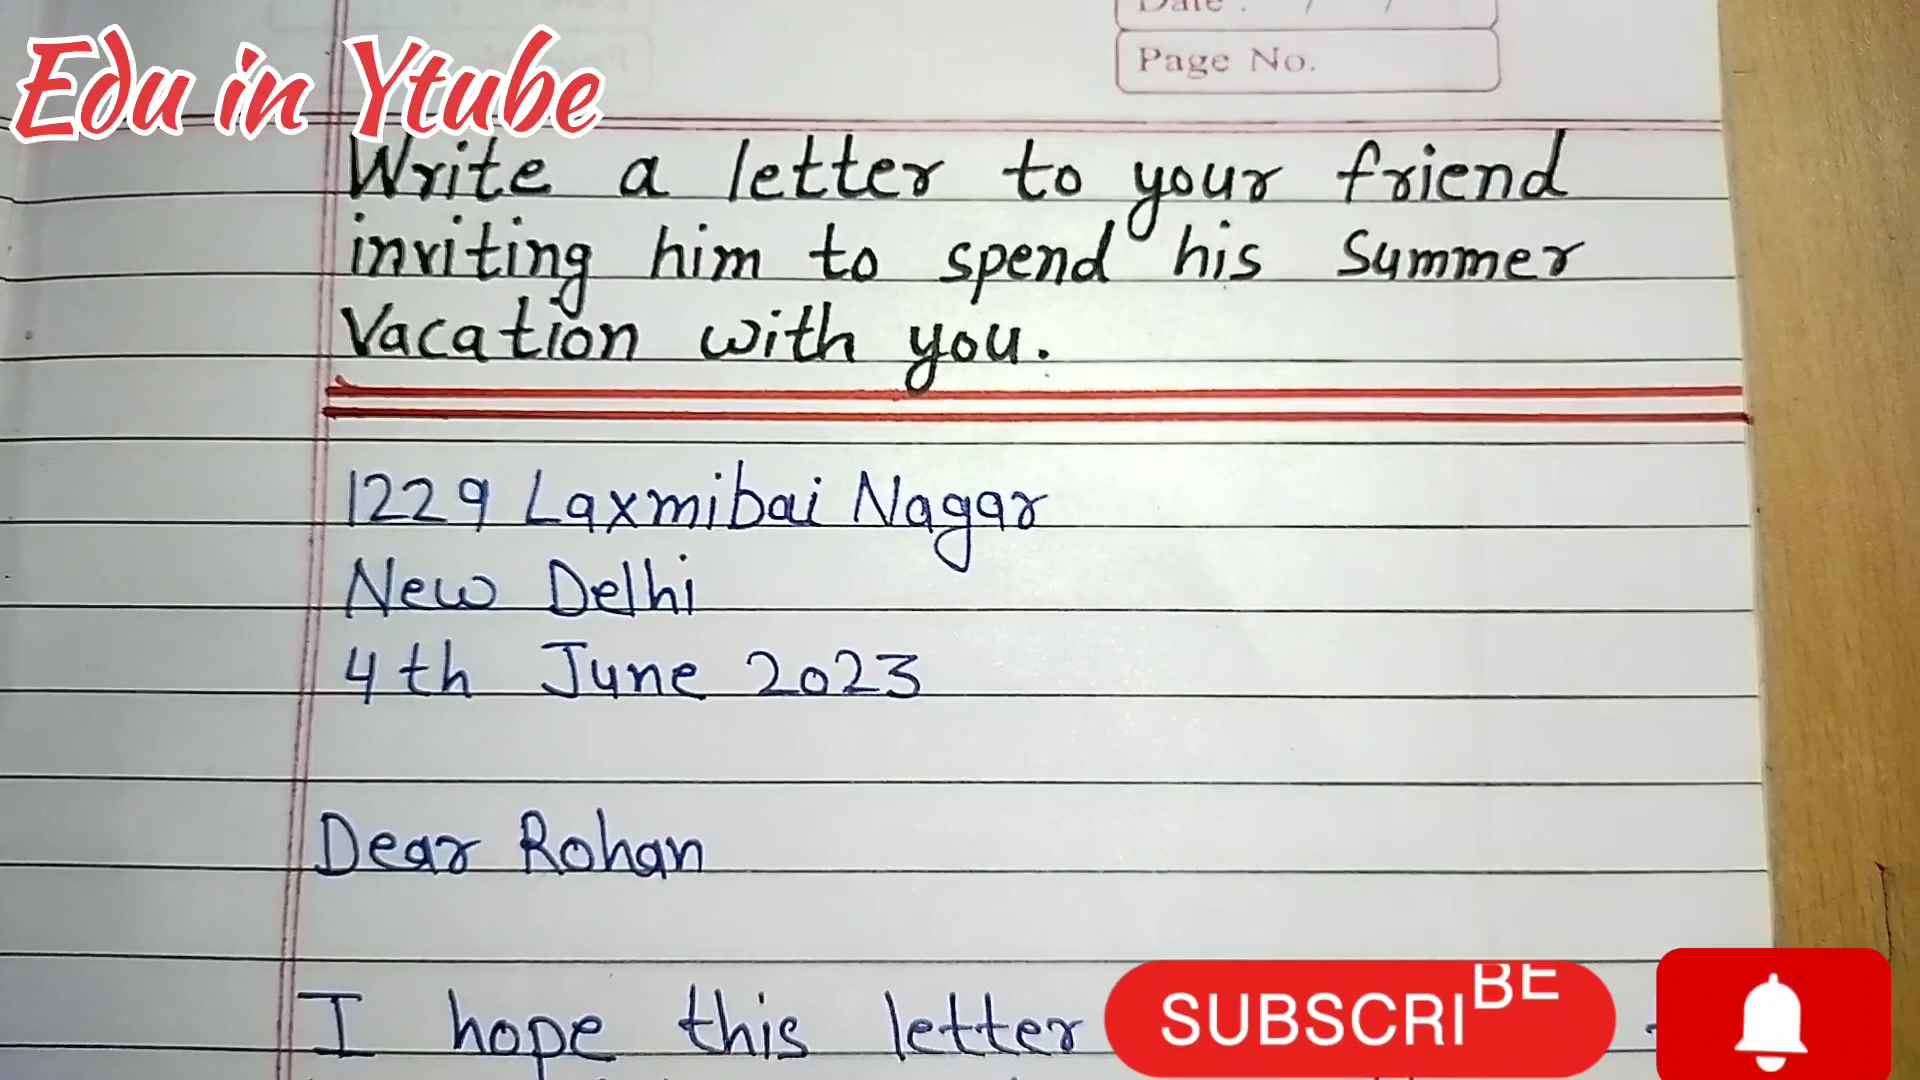 Date : / /
Page No.
Edu in Ytube
Write a letter to your friend
inviting him to spend his Summer
Vacation with you.
1229 Laxmibai Nagar
New Delhi
4th June 2023
Dear Rohan
I hope this letter
SUBSCRIBE